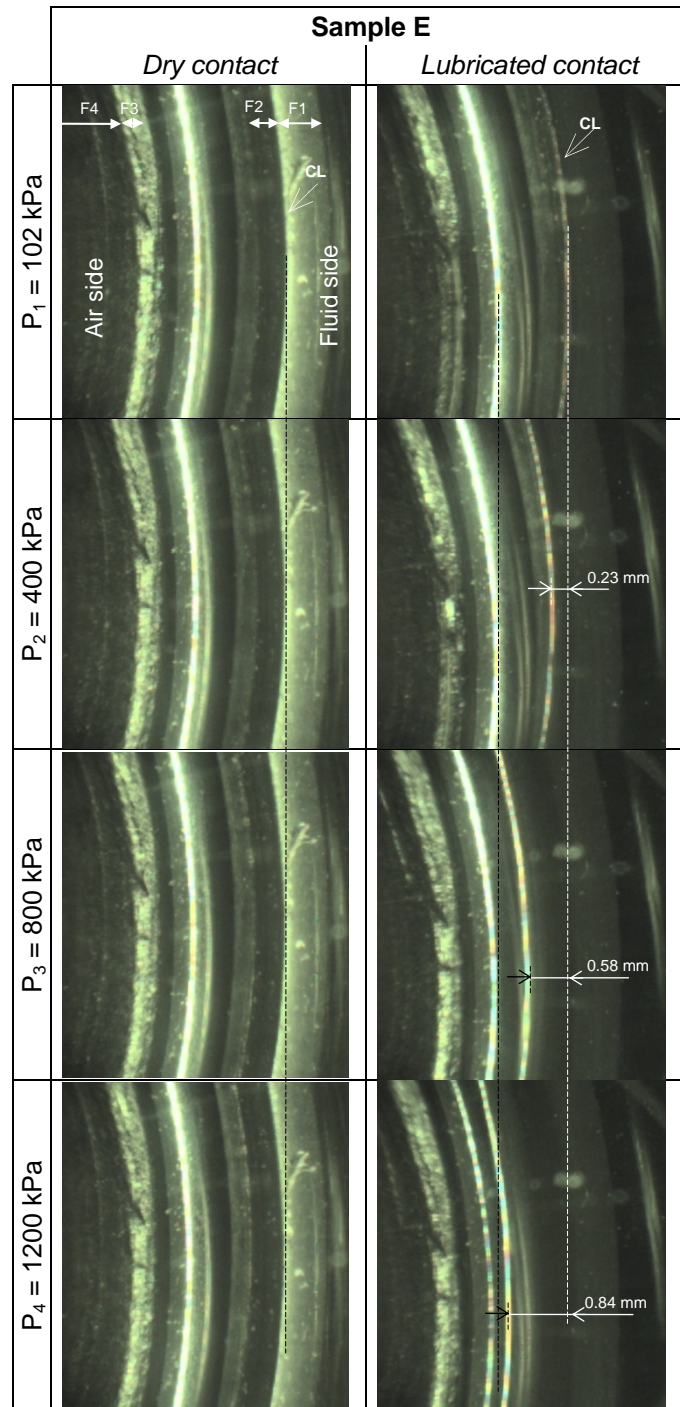 Sample E
Dry contact
Lubricated contact
P1 = 102 kPa
F4
F3
F2
F1
CL
Air side
Fluid side
CL
P2 = 400 kPa
0.23 mm
P3 = 800 kPa
0.58 mm
P4 = 1200 kPa
0.84 mm